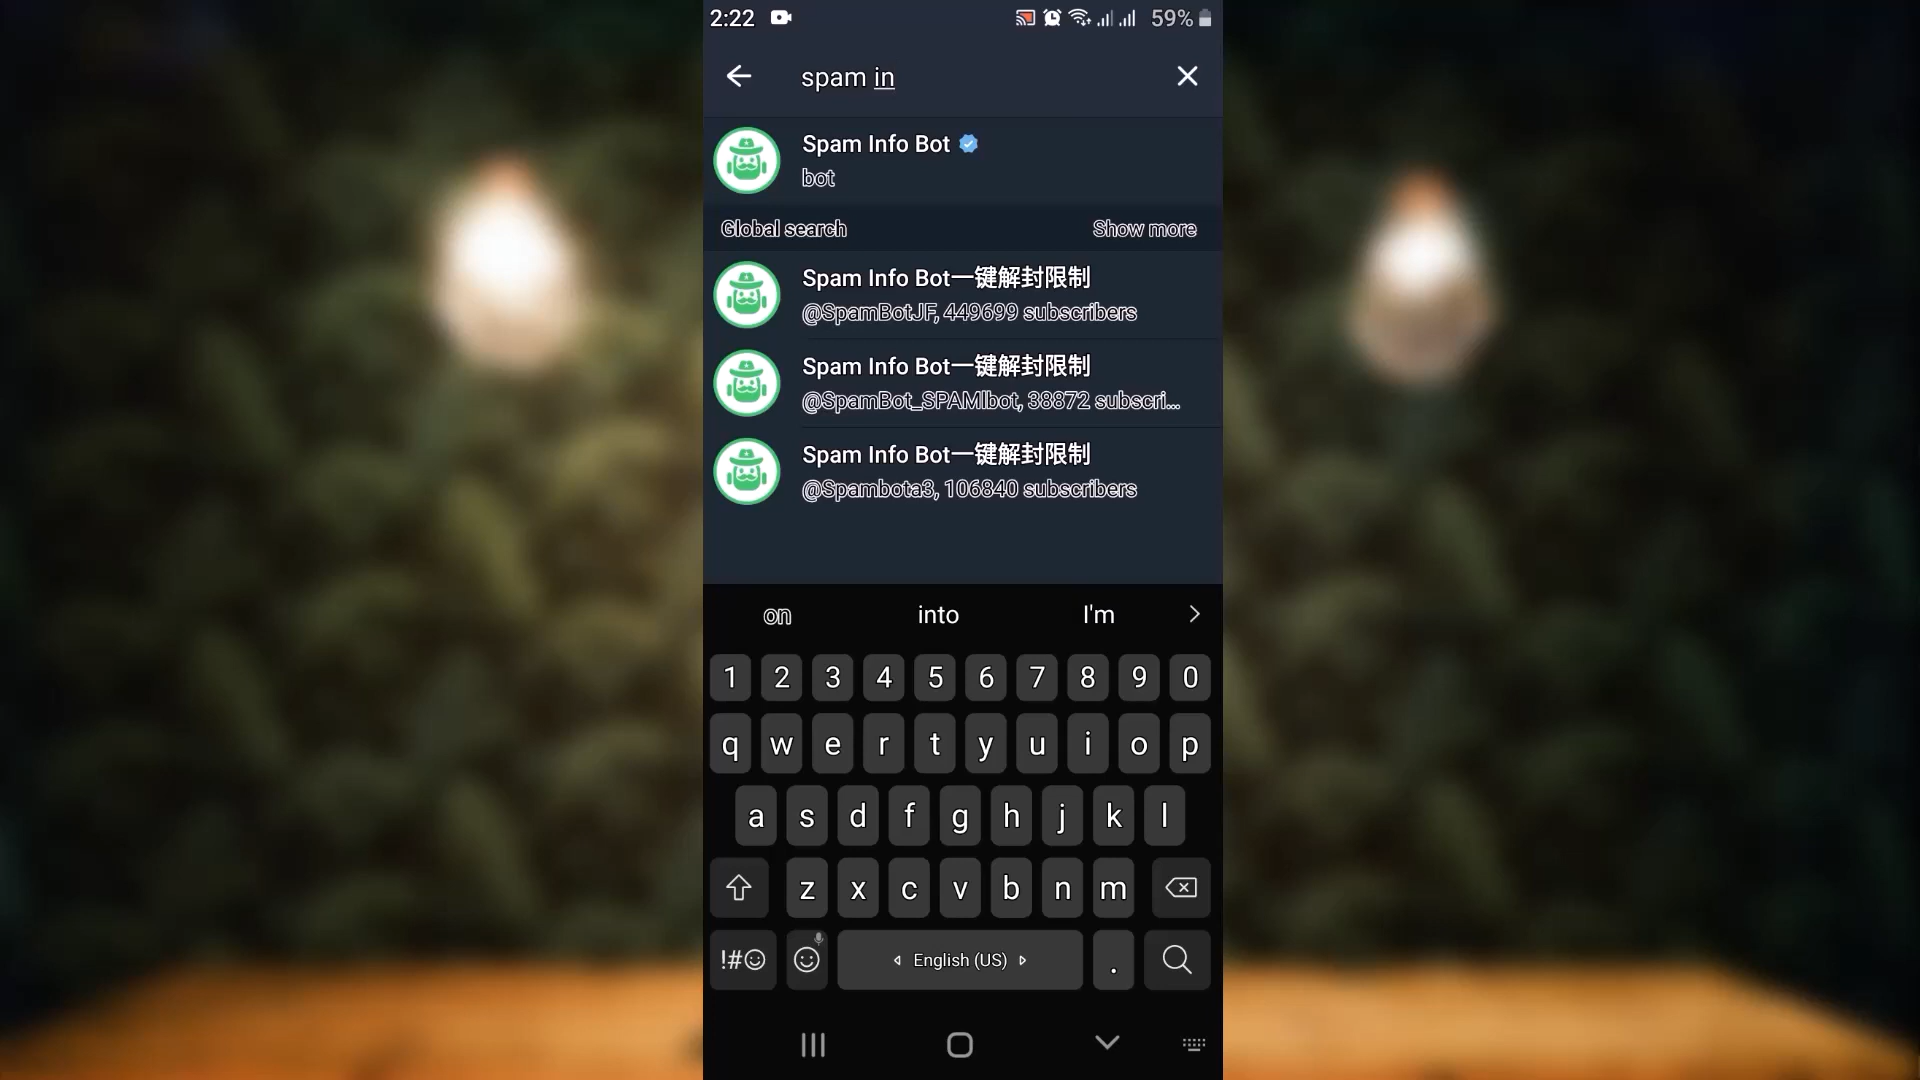 2:22 59%
spam in
Spam Info Bot
bot
Global search Show more
Spam Info Bot一键解封限制
@SpamBotJF, 449699 subscribers
Spam Info Bot一键解封限制
@SpamBot_SPAMlbot, 38872 subscri...
Spam Info Bot一键解封限制
@Spambota3, 106840 subscribers
on into I'm
1 2 3 4 5 6 7 8 9 0
q w e r t y u i o p
a s d f g h j k l
z x c v b n m
!#☺ English (US) .